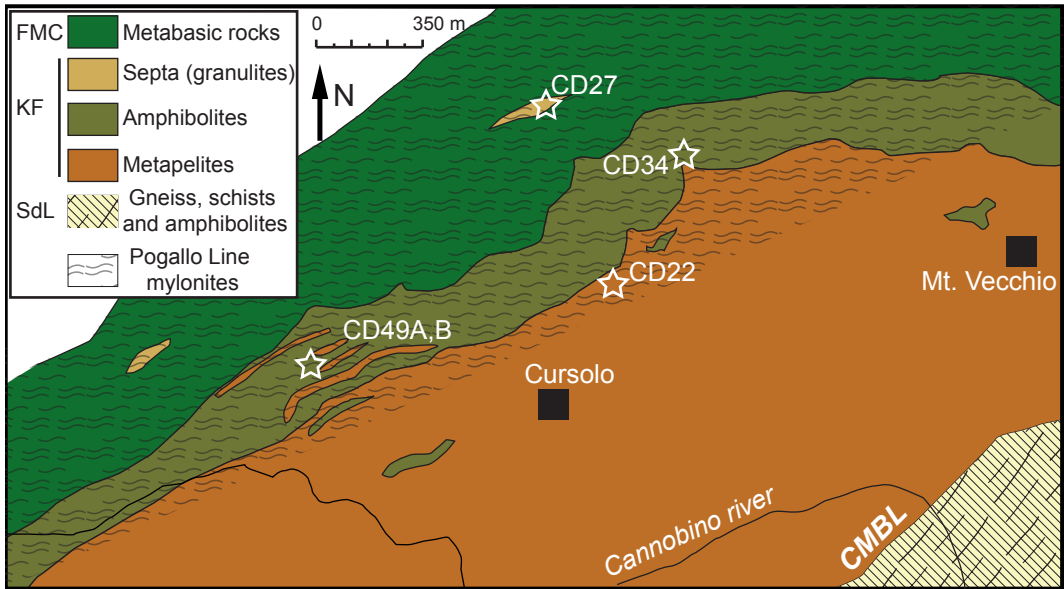 FMC
Metabasic rocks
KF
Septa (granulites)
Amphibolites
Metapelites
SdL
Gneiss, schists
and amphibolites
Pogallo Line
mylonites
0 350 m
N
CD27
CD34
CD22
Mt. Vecchio
CD49A,B
Cursolo
Cannobino river
CMBL